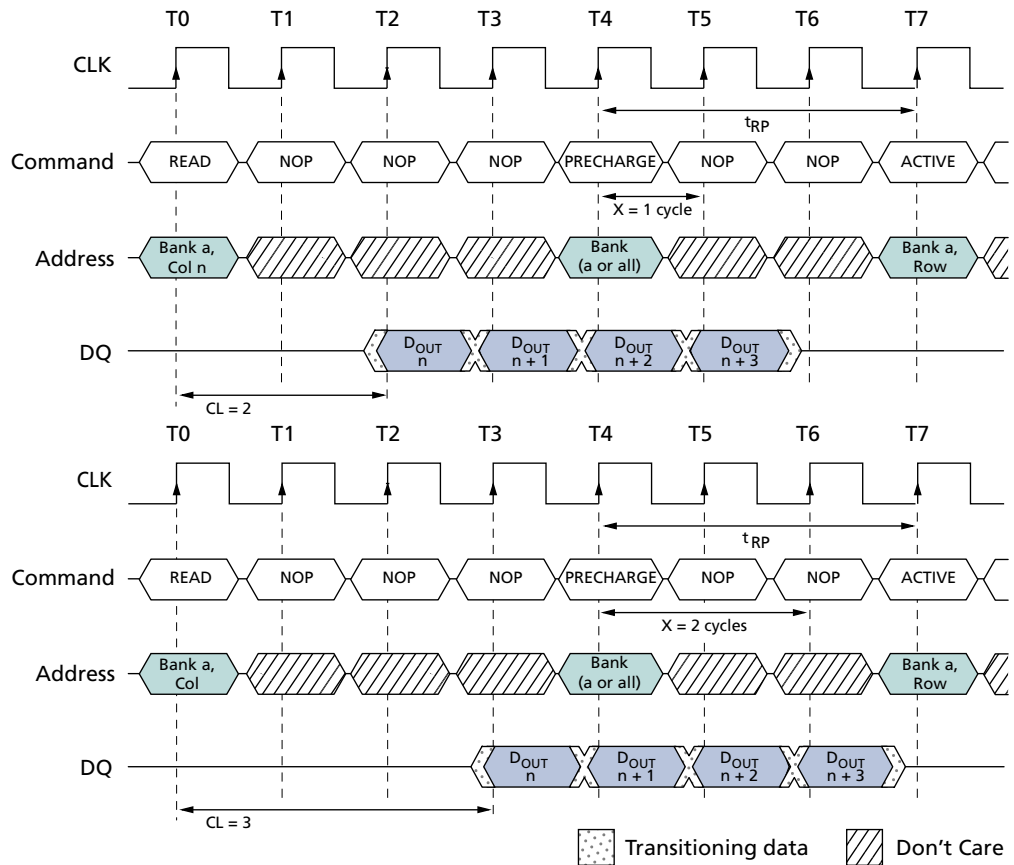 T0 T1 T2 T3 T4 T5 T6 T7
CLK
tRP
Command READ NOP NOP NOP PRECHARGE NOP NOP ACTIVE
X = 1 cycle
Address Bank a, Col n Bank (a or all) Bank a, Row
DQ DOUT n DOUT n + 1 DOUT n + 2 DOUT n + 3
CL = 2
T0 T1 T2 T3 T4 T5 T6 T7
CLK
tRP
Command READ NOP NOP NOP PRECHARGE NOP NOP ACTIVE
X = 2 cycles
Address Bank a, Col Bank (a or all) Bank a, Row
DQ DOUT n DOUT n + 1 DOUT n + 2 DOUT n + 3
CL = 3
Transitioning data Don't Care